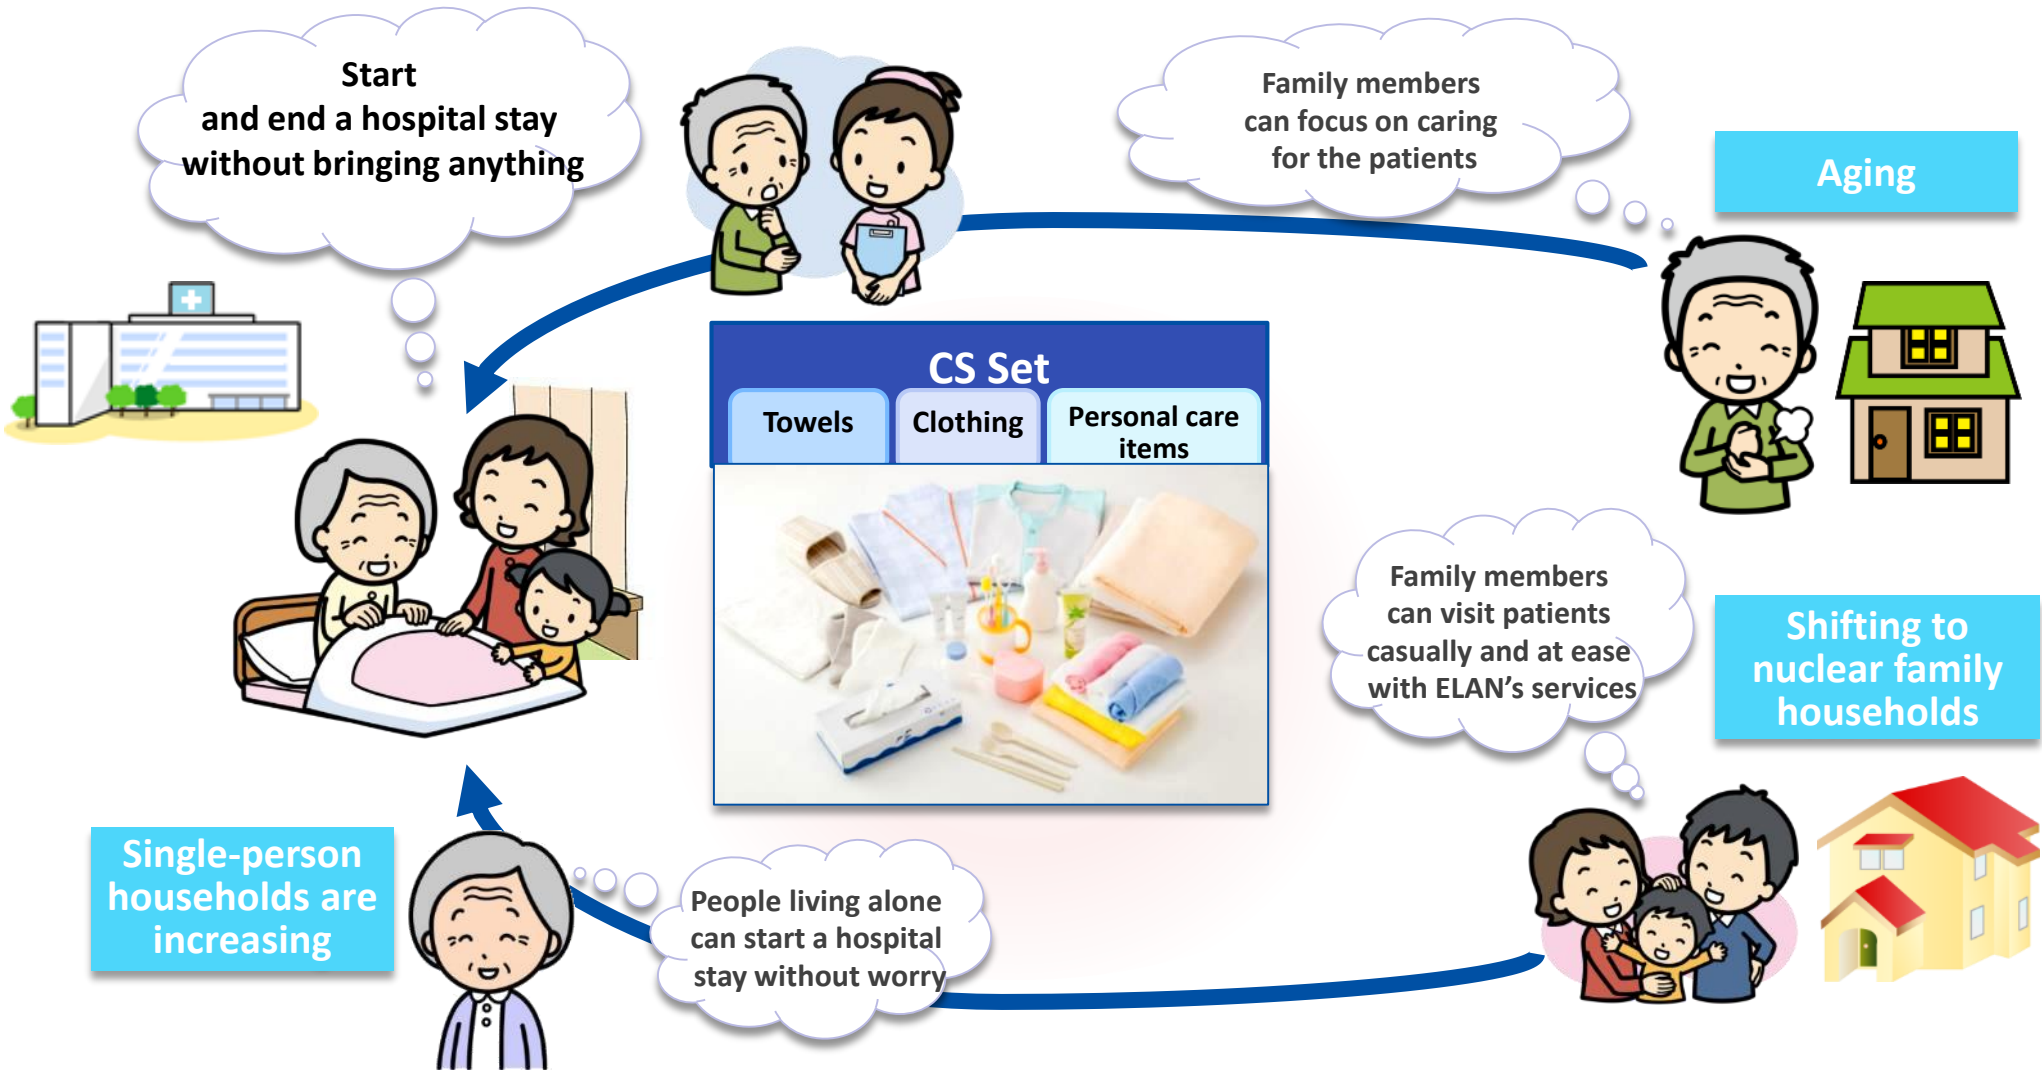 Start
and end a hospital stay
without bringing anything
Family members
can focus on caring
for the patients
Aging
CS Set
Towels
Clothing
Personal care
items
Family members
can visit patients
casually and at ease
with ELAN’s services
Shifting to
nuclear family
households
Single-person
households are
increasing
People living alone
can start a hospital
stay without worry